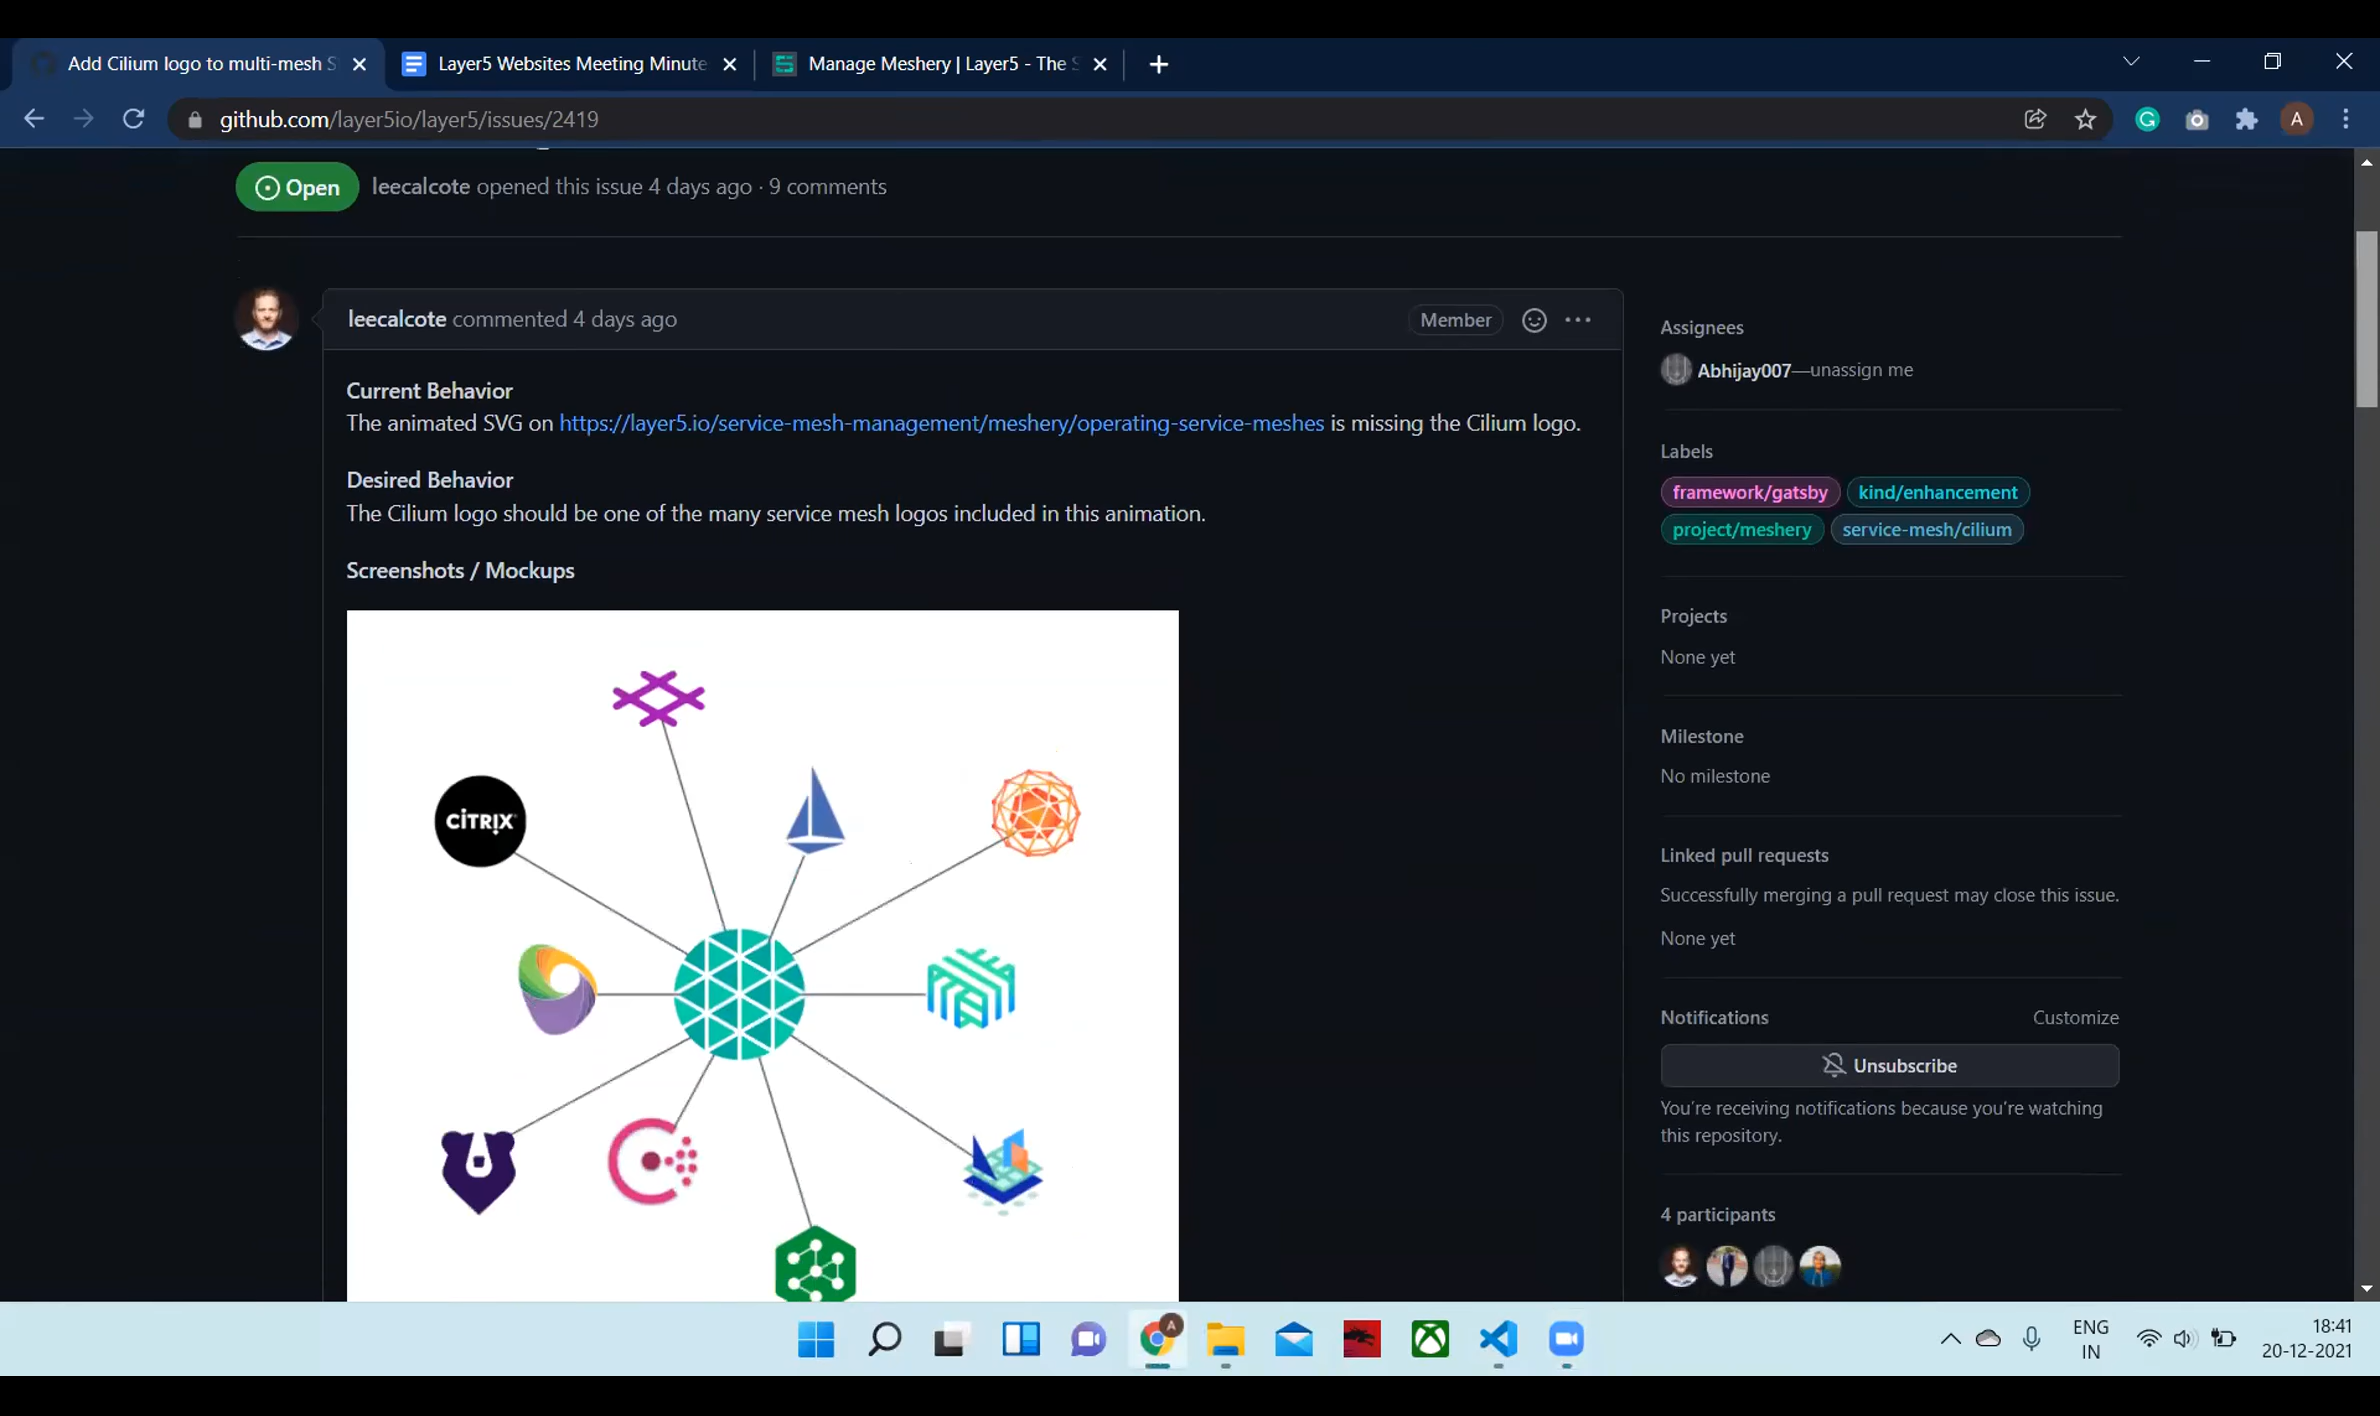 Add Cilium logo to multi-mesh S
Layer5 Websites Meeting Minute
Manage Meshery | Layer5 - The S
github.com/layer5io/layer5/issues/2419
A
Open
leecalcote opened this issue 4 days ago · 9 comments
leecalcote commented 4 days ago
Member
Current Behavior
The animated SVG on https://layer5.io/service-mesh-management/meshery/operating-service-meshes is missing the Cilium logo.
Desired Behavior
The Cilium logo should be one of the many service mesh logos included in this animation.
Screenshots / Mockups
CİTRIX
Assignees
Abhijay007—unassign me
Labels
framework/gatsby kind/enhancement
project/meshery service-mesh/cilium
Projects
None yet
Milestone
No milestone
Linked pull requests
Successfully merging a pull request may close this issue.
None yet
Notifications
Customize
Unsubscribe
You're receiving notifications because you're watching
this repository.
4 participants
A
ENG
IN
18:41
20-12-2021